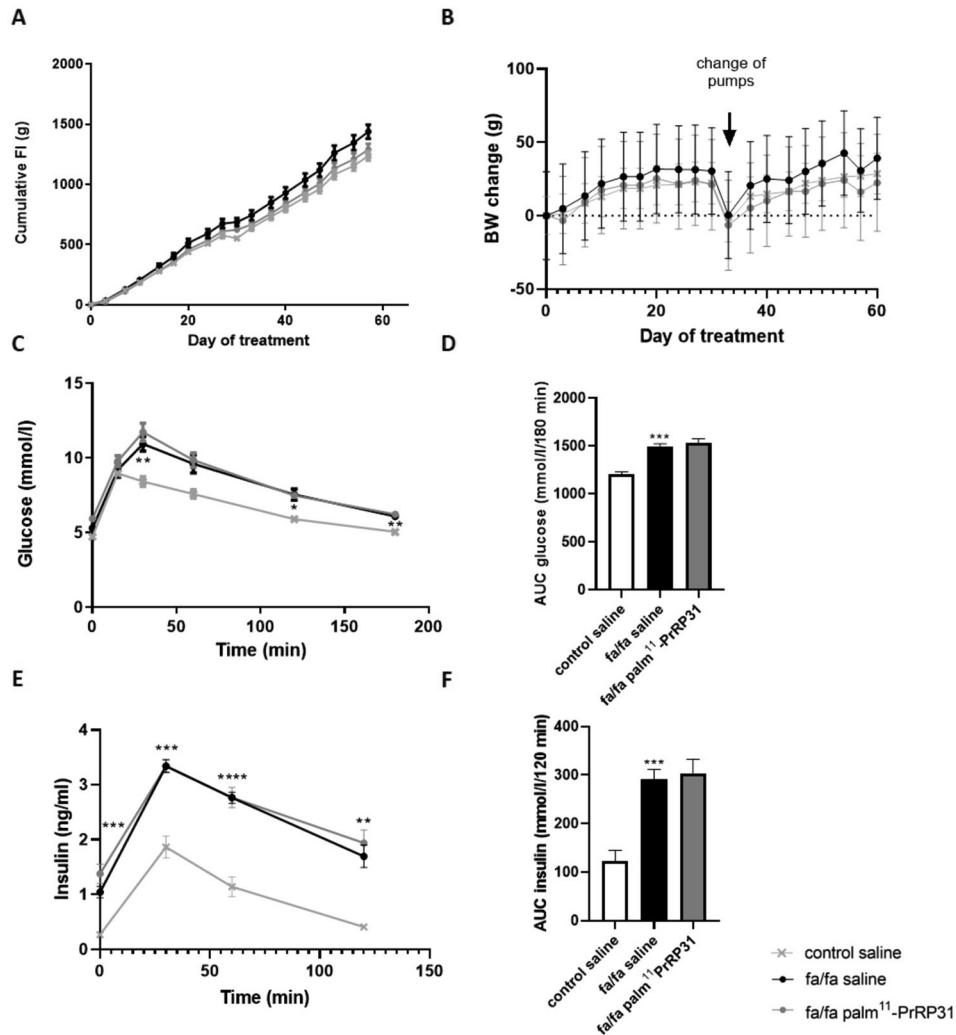 A
2000
1500
1000
500
0
Cumulative FI (g)
0 20 40 60
Day of treatment
B
change of
pumps
100
50
0
-50
BW change (g)
0 20 40 60
Day of treatment
C
15
10
5
0
Glucose (mmol/l)
**
*
**
0 50 100 150 200
Time (min)
D
2000
1500
1000
500
0
AUC glucose (mmol/l/180 min)
***
control saline
fa/fa saline
fa/fa palm¹¹-PrRP31
E
4
3
2
1
0
Insulin (ng/ml)
***
***
****
**
0 50 100 150
Time (min)
F
400
300
200
100
0
AUC insulin (mmol/l/120 min)
***
control saline
fa/fa saline
fa/fa palm¹¹PrRP31
control saline
fa/fa saline
fa/fa palm¹¹-PrRP31